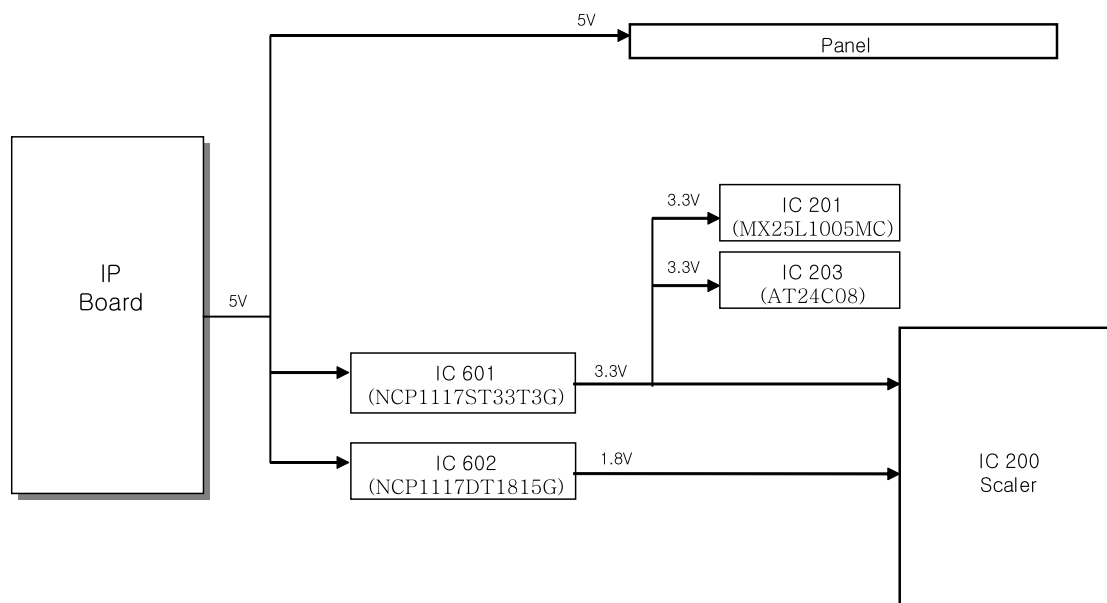 5V
Panel
3.3V
IC 201
(MX25L1005MC)
3.3V
IC 203
(AT24C08)
IP
Board
5V
IC 601
(NCP1117ST33T3G)
3.3V
IC 602
(NCP1117DT1815G)
1.8V
IC 200
Scaler